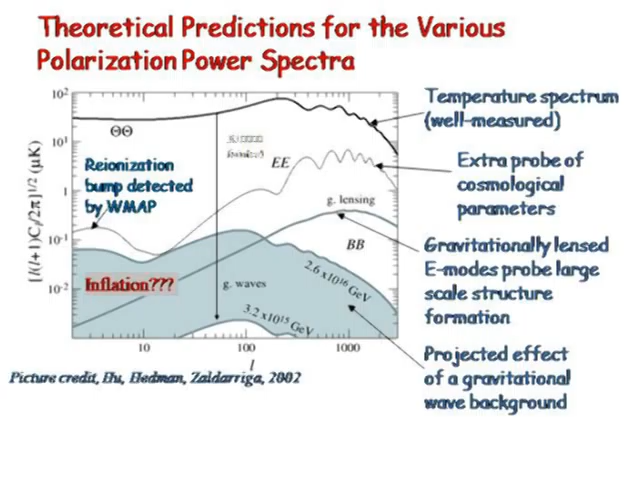 Theoretical Predictions for the Various
Polarization Power Spectra
10²
10¹
1
10⁻¹
10⁻²
[l(l+1)Cₗ/2π]¹/² (μK)
ΘΘ
Reionization
bump detected
by WMAP
EE
g. lensing
BB
Inflation???
g. waves
2.6 x 10¹⁶ GeV
3.2 x 10¹⁵ GeV
10
100
1000
l
Temperature spectrum
(well-measured)
Extra probe of
cosmological
parameters
Gravitationally lensed
E-modes probe large
scale structure
formation
Projected effect
of a gravitational
wave background
Picture credit, Hu, Hedman, Zaldarriaga, 2002